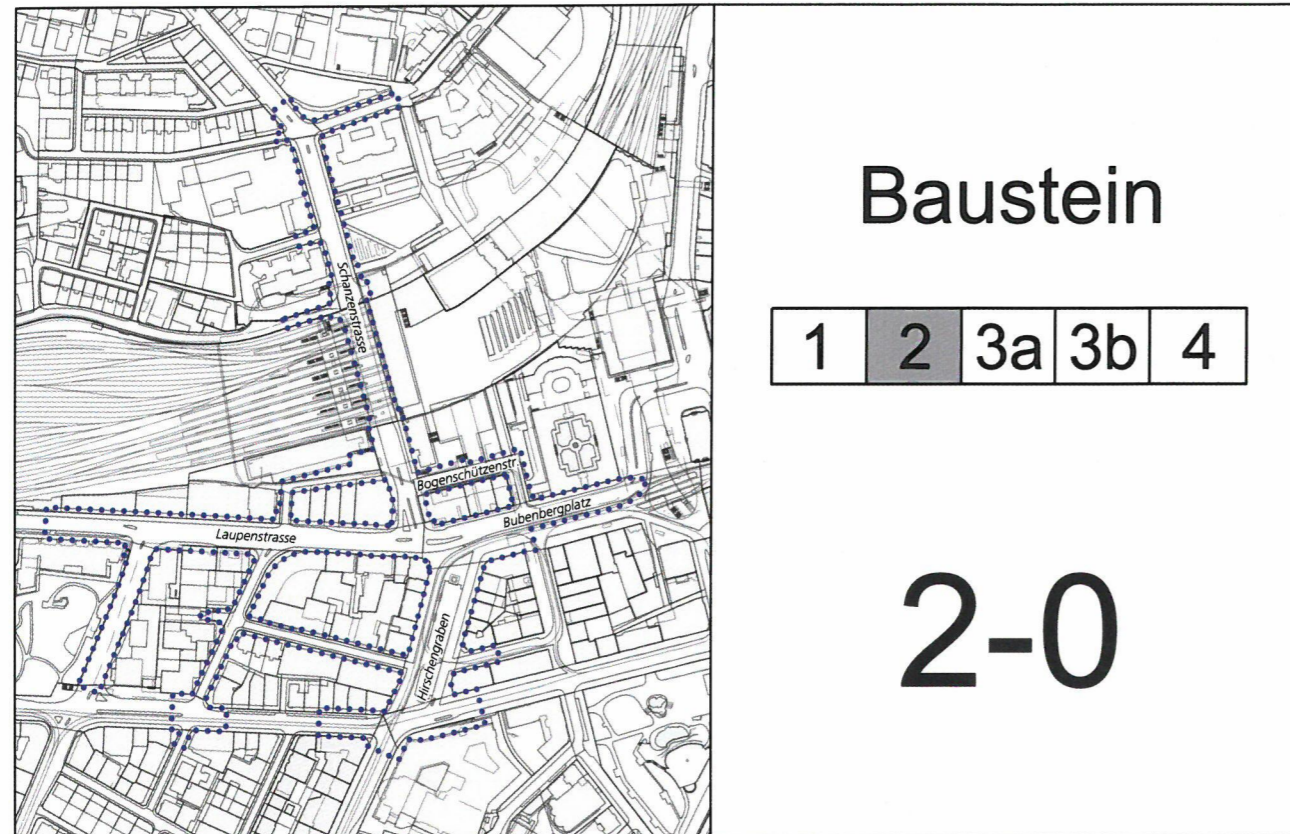 Schanzenstrasse
Bogenschützenstr.
Bubenbergplatz
Laupenstrasse
Hirschengraben
Baustein
1 2 3a 3b 4
2-0